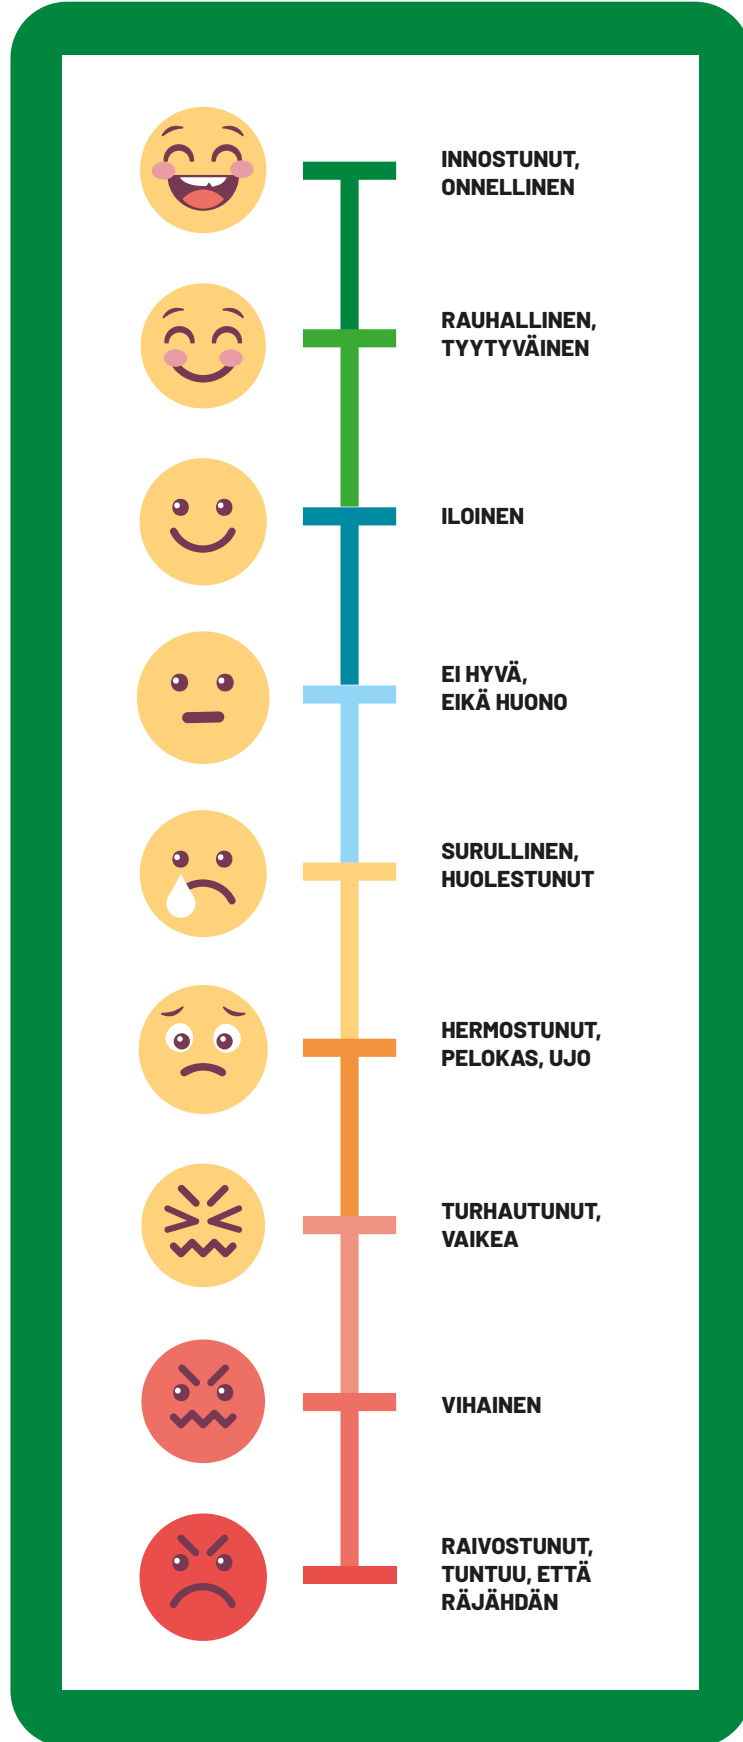 INNOSTUNUT,
ONNELLINEN
RAUHALLINEN,
TYYTYVÄINEN
ILOINEN
EI HYVÄ,
EIKÄ HUONO
SURULLINEN,
HUOLESTUNUT
HERMOSTUNUT,
PELOKAS, UJO
TURHAUTUNUT,
VAIKEA
VIHAINEN
RAIVOSTUNUT,
TUNTUU, ETTÄ
RÄJÄHDÄN